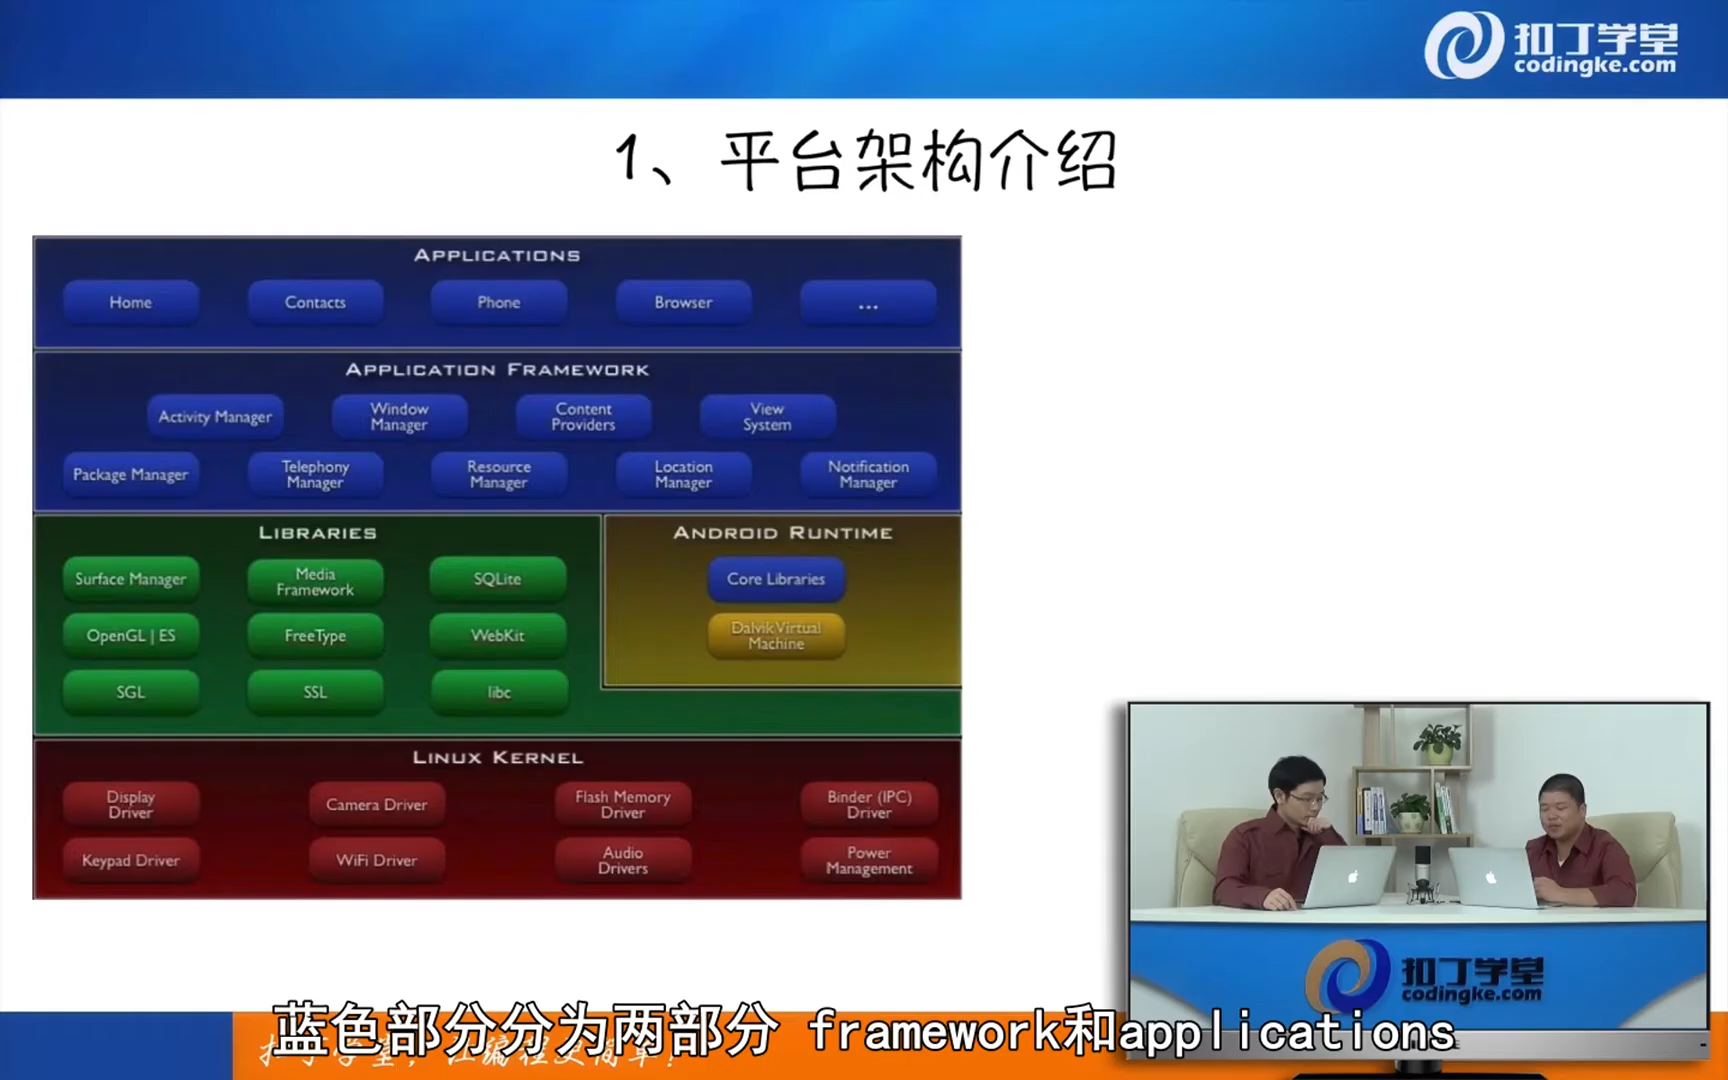 扣丁学堂
codingke.com
1、平台架构介绍
APPLICATIONS
Home
Contacts
Phone
Browser
...
APPLICATION FRAMEWORK
Activity Manager
Window
Manager
Content
Providers
View
System
Package Manager
Telephony
Manager
Resource
Manager
Location
Manager
Notification
Manager
LIBRARIES
Surface Manager
Media
Framework
SQLite
OpenGL | ES
FreeType
WebKit
SGL
SSL
libc
ANDROID RUNTIME
Core Libraries
Dalvik Virtual
Machine
LINUX KERNEL
Display
Driver
Camera Driver
Flash Memory
Driver
Binder (IPC)
Driver
Keypad Driver
WiFi Driver
Audio
Drivers
Power
Management
扣丁学堂
codingke.com
蓝色部分分为两部分 framework和applications